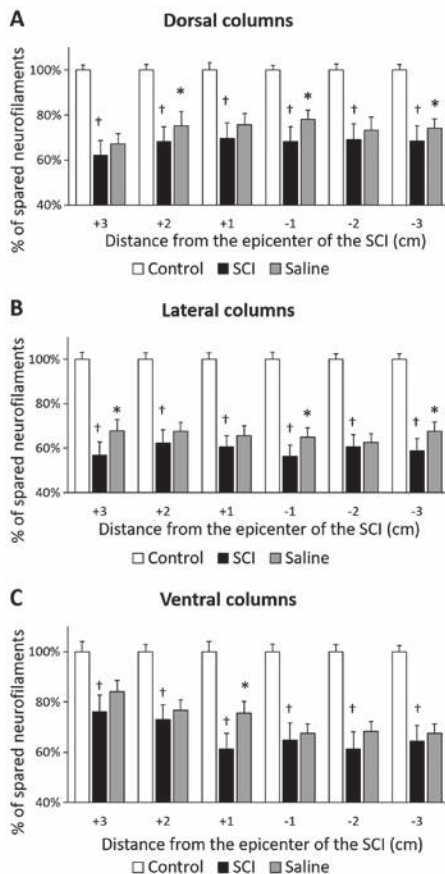 A
Dorsal columns
% of spared neurofilaments
100%
80%
60%
40%
† † * † † * † † *
+3 +2 +1 -1 -2 -3
Distance from the epicenter of the SCI (cm)
Control SCI Saline
B
Lateral columns
% of spared neurofilaments
100%
80%
60%
40%
† * † † † * † † *
+3 +2 +1 -1 -2 -3
Distance from the epicenter of the SCI (cm)
Control SCI Saline
C
Ventral columns
% of spared neurofilaments
100%
80%
60%
40%
† † † * † † †
+3 +2 +1 -1 -2 -3
Distance from the epicenter of the SCI (cm)
Control SCI Saline